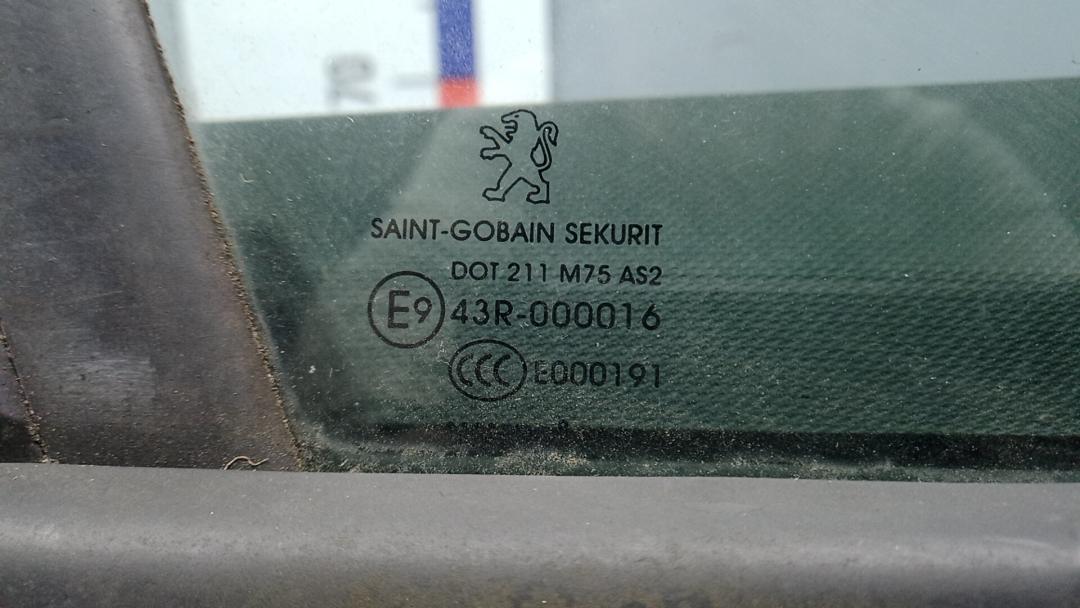 SAINT-GOBAIN SEKURIT
DOT 211 M75 AS2
E9 43R-000016
CCC E000191